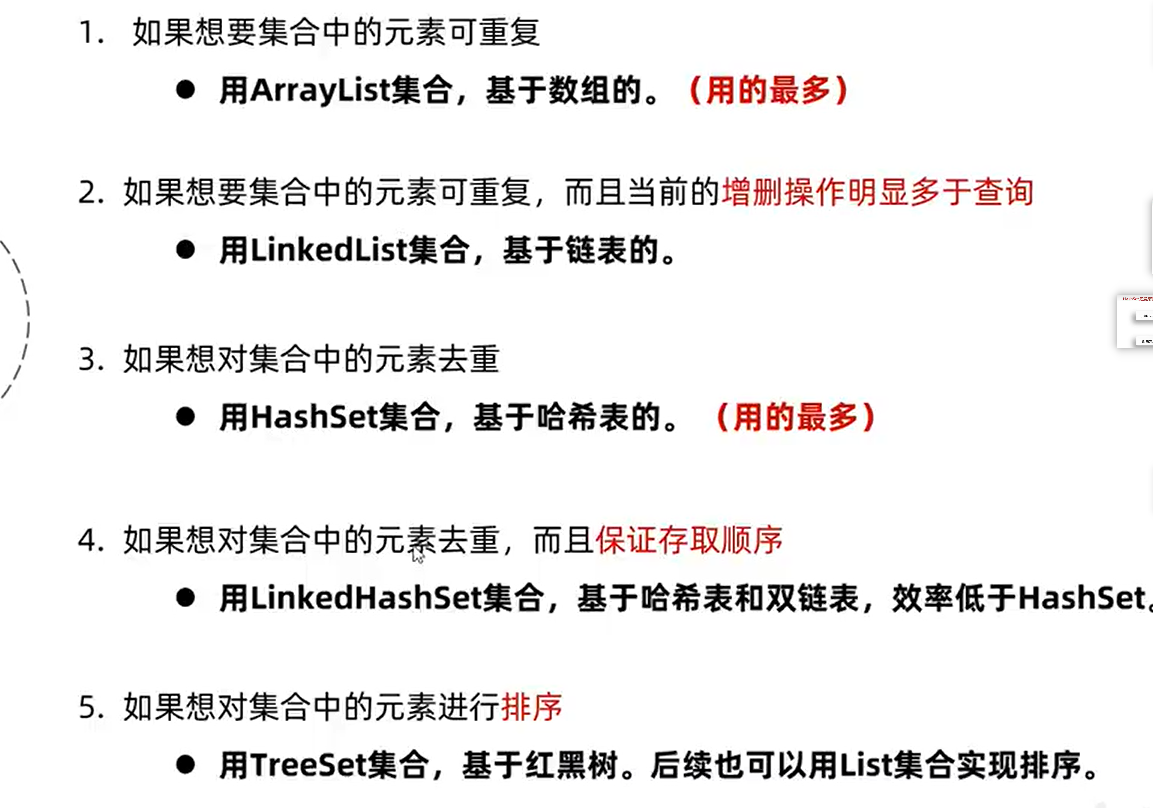 1. 如果想要集合中的元素可重复
● 用ArrayList集合，基于数组的。（用的最多）
2. 如果想要集合中的元素可重复，而且当前的增删操作明显多于查询
● 用LinkedList集合，基于链表的。
3. 如果想对集合中的元素去重
● 用HashSet集合，基于哈希表的。（用的最多）
4. 如果想对集合中的元素去重，而且保证存取顺序
● 用LinkedHashSet集合，基于哈希表和双链表，效率低于HashSet。
5. 如果想对集合中的元素进行排序
● 用TreeSet集合，基于红黑树。后续也可以用List集合实现排序。